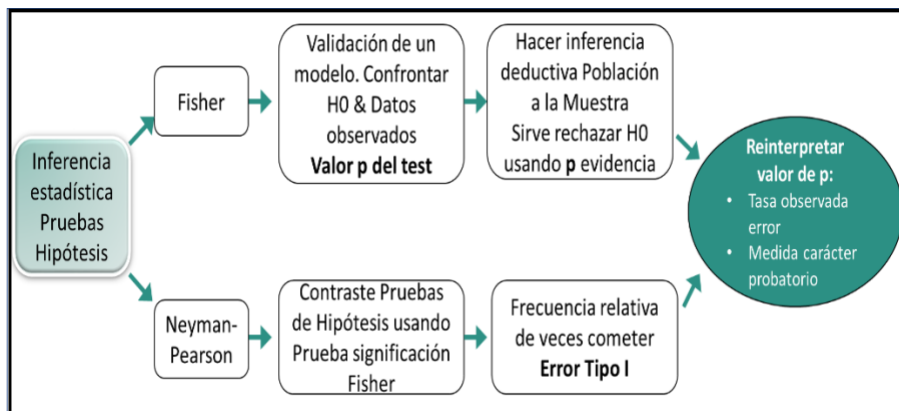 Inferencia
estadística
Pruebas
Hipótesis
Fisher
Validación de un
modelo. Confrontar
H0 & Datos
observados
Valor p del test
Hacer inferencia
deductiva Población
a la Muestra
Sirve rechazar H0
usando p evidencia
Neyman-
Pearson
Contraste Pruebas
de Hipótesis usando
Prueba significación
Fisher
Frecuencia relativa
de veces cometer
Error Tipo I
Reinterpretar
valor de p:
• Tasa observada
error
• Medida carácter
probatorio